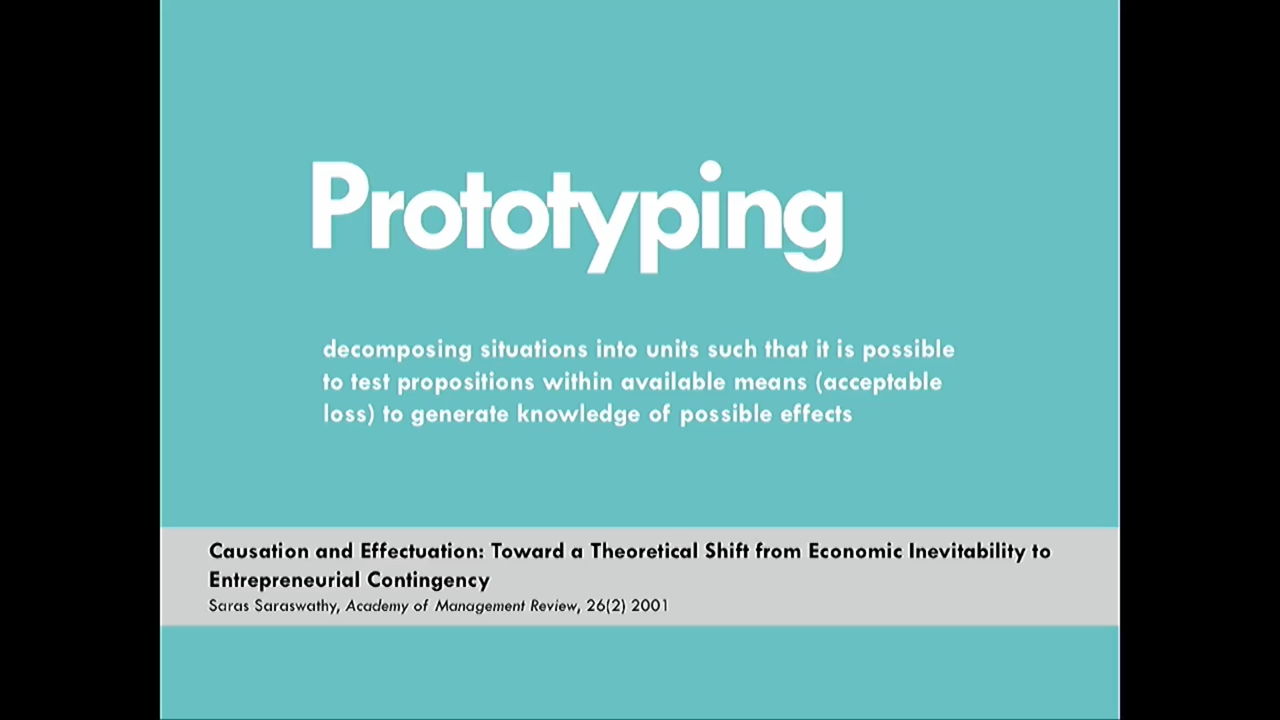 Prototyping
decomposing situations into units such that it is possible
to test propositions within available means (acceptable
loss) to generate knowledge of possible effects
Causation and Effectuation: Toward a Theoretical Shift from Economic Inevitability to
Entrepreneurial Contingency
Saras Saraswathy, Academy of Management Review, 26(2) 2001